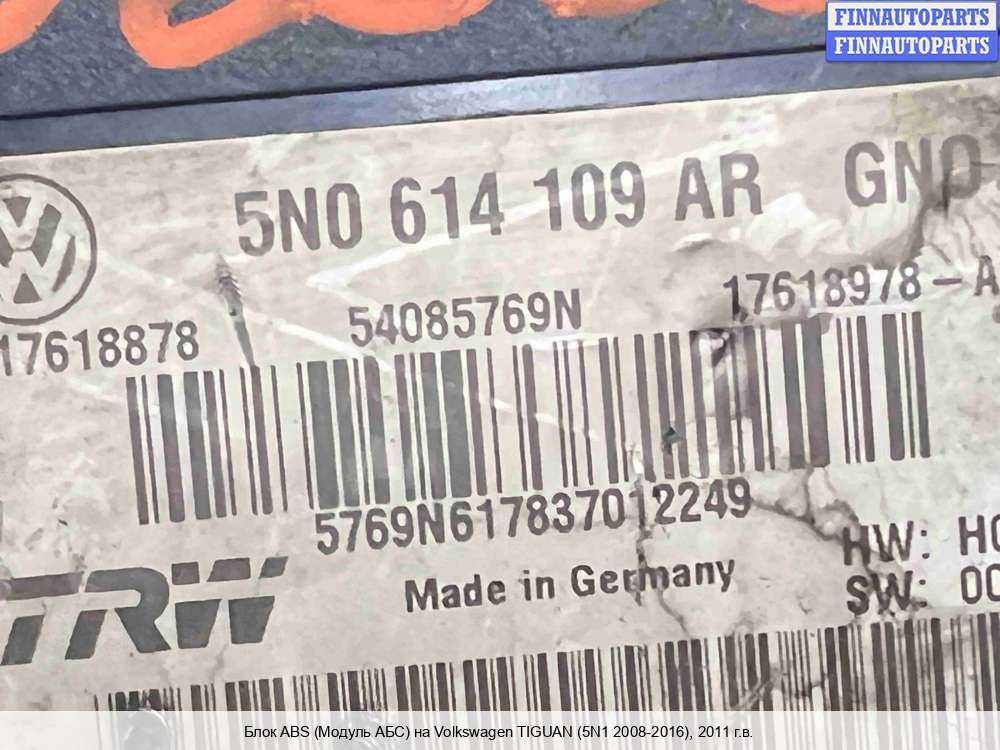 FINNAUTOPARTS
FINNAUTOPARTS
5N0 614 109 AR GN0
17618878 54085769N 17618978-A
5769N617837012249
TRW Made in Germany
HW:
SW:
Блок ABS (Модуль АБС) на Volkswagen TIGUAN (5N1 2008-2016), 2011 г.в.